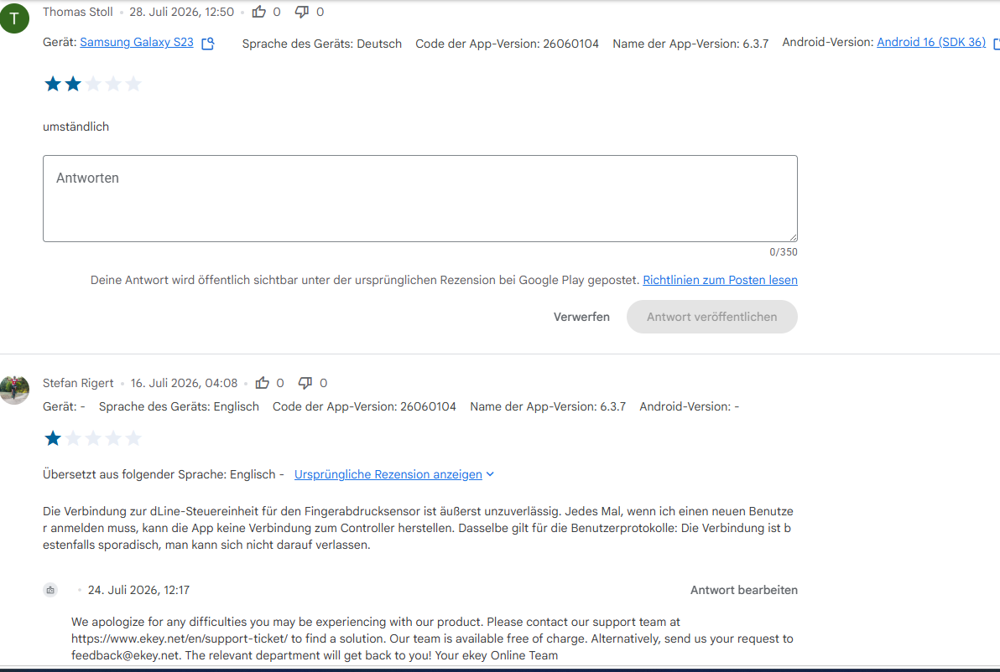 T
Thomas Stoll • 28. Juli 2026, 12:50 • 0 0
Gerät: Samsung Galaxy S23 Sprache des Geräts: Deutsch Code der App-Version: 26060104 Name der App-Version: 6.3.7 Android-Version: Android 16 (SDK 36)
umständlich
Antworten
0/350
Deine Antwort wird öffentlich sichtbar unter der ursprünglichen Rezension bei Google Play gepostet. Richtlinien zum Posten lesen
Verwerfen Antwort veröffentlichen
Stefan Rigert • 16. Juli 2026, 04:08 • 0 0
Gerät: - Sprache des Geräts: Englisch Code der App-Version: 26060104 Name der App-Version: 6.3.7 Android-Version: -
Übersetzt aus folgender Sprache: Englisch - Ursprüngliche Rezension anzeigen
Die Verbindung zur dLine-Steuereinheit für den Fingerabdrucksensor ist äußerst unzuverlässig. Jedes Mal, wenn ich einen neuen Benutze
r anmelden muss, kann die App keine Verbindung zum Controller herstellen. Dasselbe gilt für die Benutzerprotokolle: Die Verbindung ist b
estenfalls sporadisch, man kann sich nicht darauf verlassen.
• 24. Juli 2026, 12:17 Antwort bearbeiten
We apologize for any difficulties you may be experiencing with our product. Please contact our support team at
https://www.ekey.net/en/support-ticket/ to find a solution. Our team is available free of charge. Alternatively, send us your request to
feedback@ekey.net. The relevant department will get back to you! Your ekey Online Team